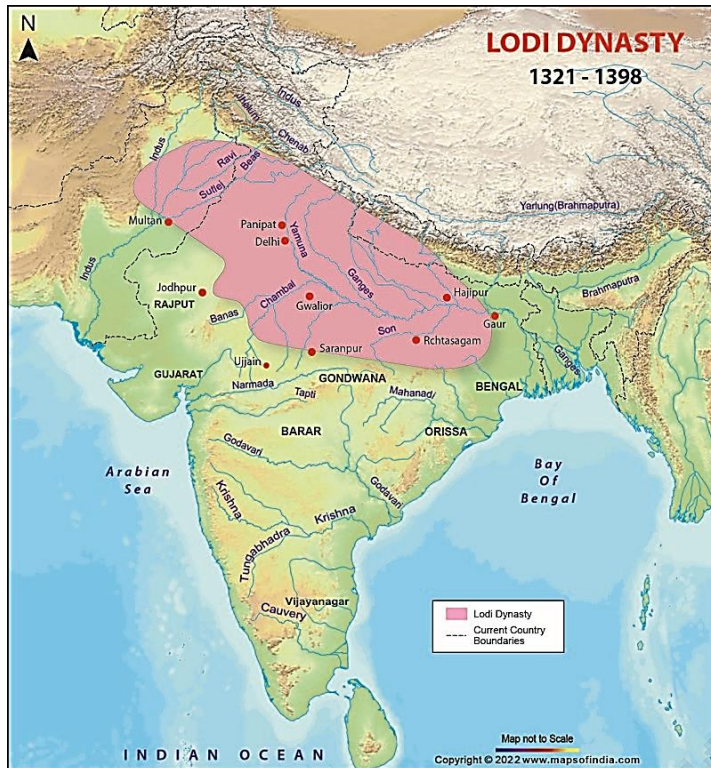 N
LODI DYNASTY
1321 - 1398
Indus
Jhelum
Chenab
Indus
Ravi
Beas
Sutlej
Yarlung(Brahmaputra)
Multan
Panipat
Delhi
Yamuna
Indus
Jodhpur
RAJPUT
Chambal
Ganges
Gwalior
Hajipur
Brahmaputra
Banas
Gaur
Son
Rchtasagam
Saranpur
Ujjain
Ganges
GUJARAT
GONDWANA
BENGAL
Narmada
Tapti
Mahanad/
BARAR
ORISSA
Godavari
Arabian
Sea
Bay
Of
Bengal
Godavari
Krishna
Krishna
Tungabhadra
Vijayanagar
Cauvery
Lodi Dynasty
Current Country
Boundaries
Map not to Scale
INDIAN OCEAN
Copyright © 2022 www.mapsofindia.com